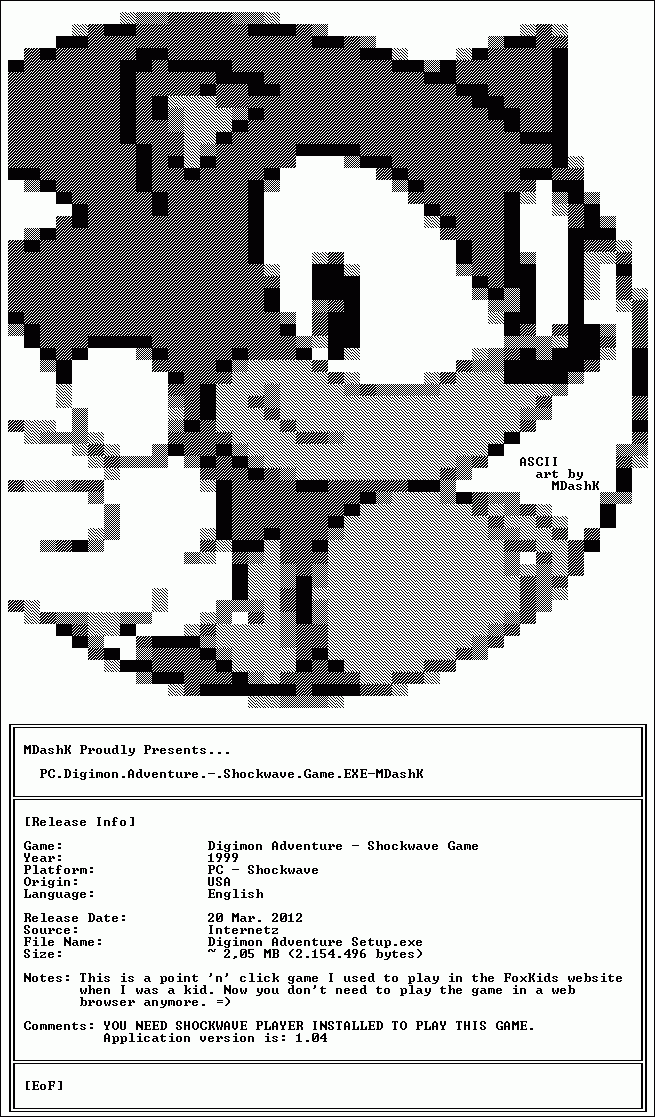 ASCII
art by
MDashK
MDashK Proudly Presents...
PC.Digimon.Adventure.-.Shockwave.Game.EXE-MDashK
[Release Info]
Game: Digimon Adventure - Shockwave Game
Year: 1999
Platform: PC - Shockwave
Origin: USA
Language: English
Release Date: 20 Mar. 2012
Source: Internetz
File Name: Digimon Adventure Setup.exe
Size: ~ 2,05 MB (2.154.496 bytes)
Notes: This is a point 'n' click game I used to play in the FoxKids website
when I was a kid. Now you don't need to play the game in a web
browser anymore. =)
Comments: YOU NEED SHOCKWAVE PLAYER INSTALLED TO PLAY THIS GAME.
Application version is: 1.04
[EoF]